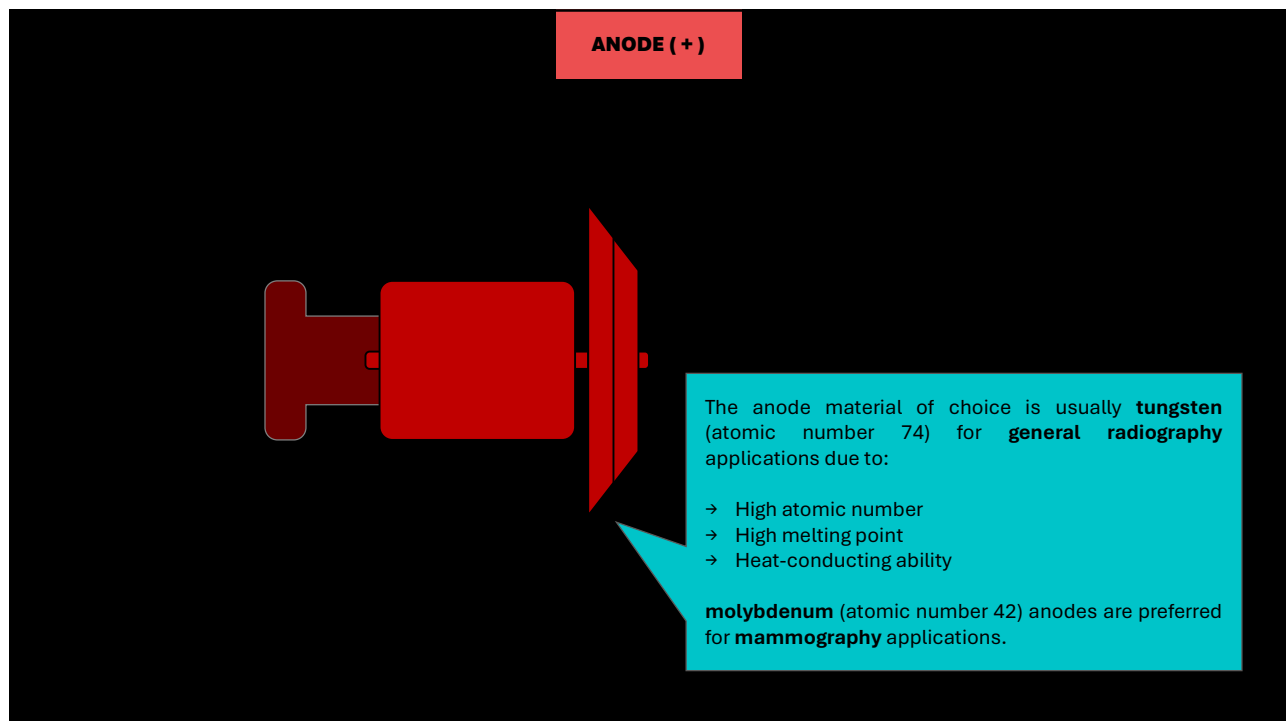 ANODE ( + )
The anode material of choice is usually tungsten
(atomic number 74) for general radiography
applications due to:
→ High atomic number
→ High melting point
→ Heat-conducting ability
molybdenum (atomic number 42) anodes are preferred
for mammography applications.